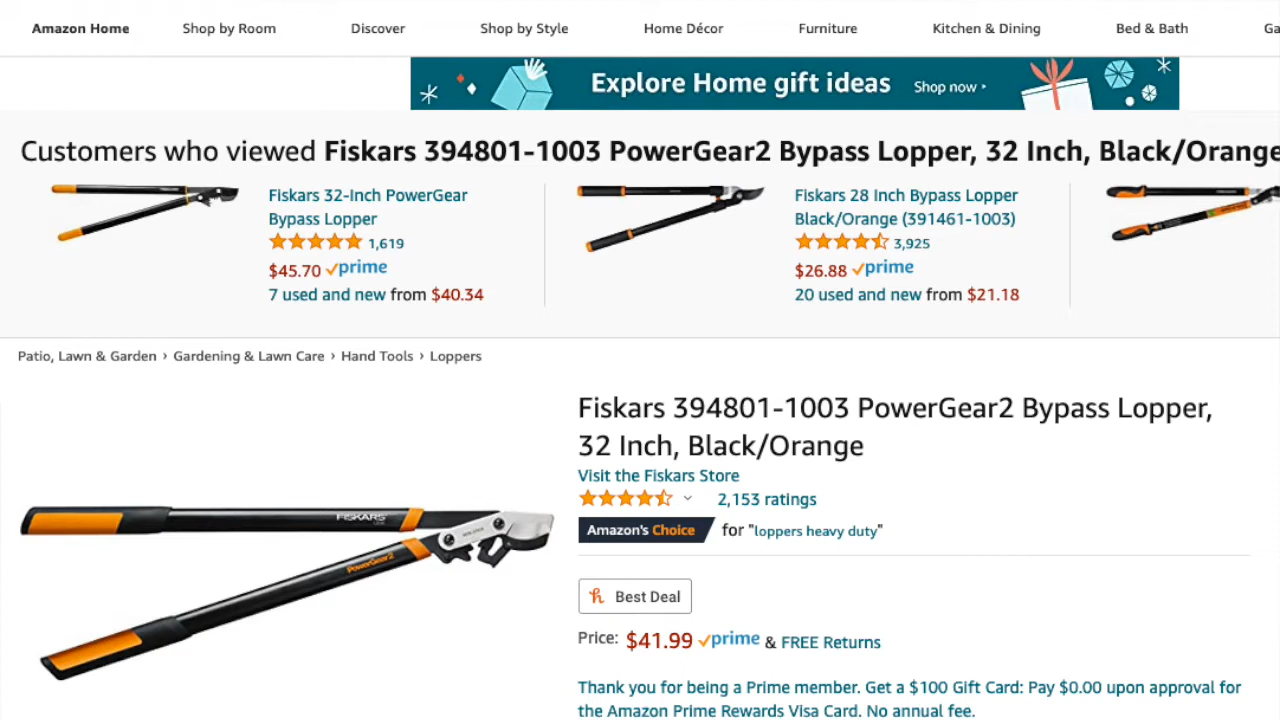 Amazon Home Shop by Room Discover Shop by Style Home Décor Furniture Kitchen & Dining Bed & Bath Ga
Explore Home gift ideas Shop now
Customers who viewed Fiskars 394801-1003 PowerGear2 Bypass Lopper, 32 Inch, Black/Orange
Fiskars 32-Inch PowerGear
Bypass Lopper
1,619
$45.70 prime
7 used and new from $40.34
Fiskars 28 Inch Bypass Lopper
Black/Orange (391461-1003)
3,925
$26.88 prime
20 used and new from $21.18
Patio, Lawn & Garden › Gardening & Lawn Care › Hand Tools › Loppers
FISKARS
PowerGear2
Fiskars 394801-1003 PowerGear2 Bypass Lopper,
32 Inch, Black/Orange
Visit the Fiskars Store
2,153 ratings
Amazon's Choice for "loppers heavy duty"
Best Deal
Price: $41.99 prime & FREE Returns
Thank you for being a Prime member. Get a $100 Gift Card: Pay $0.00 upon approval for
the Amazon Prime Rewards Visa Card. No annual fee.